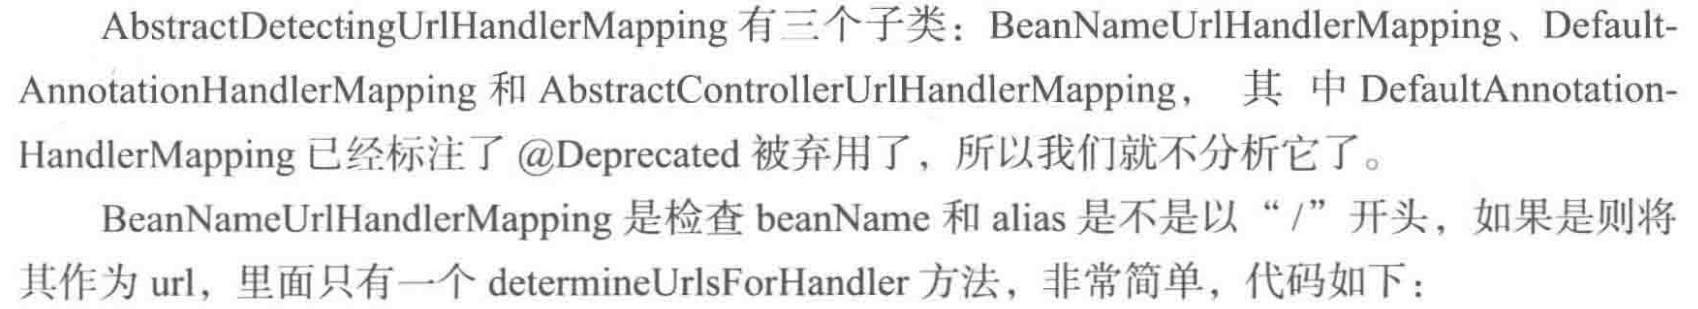 AbstractDetectingUrlHandlerMapping 有三个子类：BeanNameUrlHandlerMapping、Default-
AnnotationHandlerMapping 和 AbstractControllerUrlHandlerMapping， 其 中 DefaultAnnotation-
HandlerMapping 已经标注了 @Deprecated 被弃用了，所以我们就不分析它了。
BeanNameUrlHandlerMapping 是检查 beanName 和 alias 是不是以“/”开头，如果是则将
其作为 url，里面只有一个 determineUrlsForHandler 方法，非常简单，代码如下：